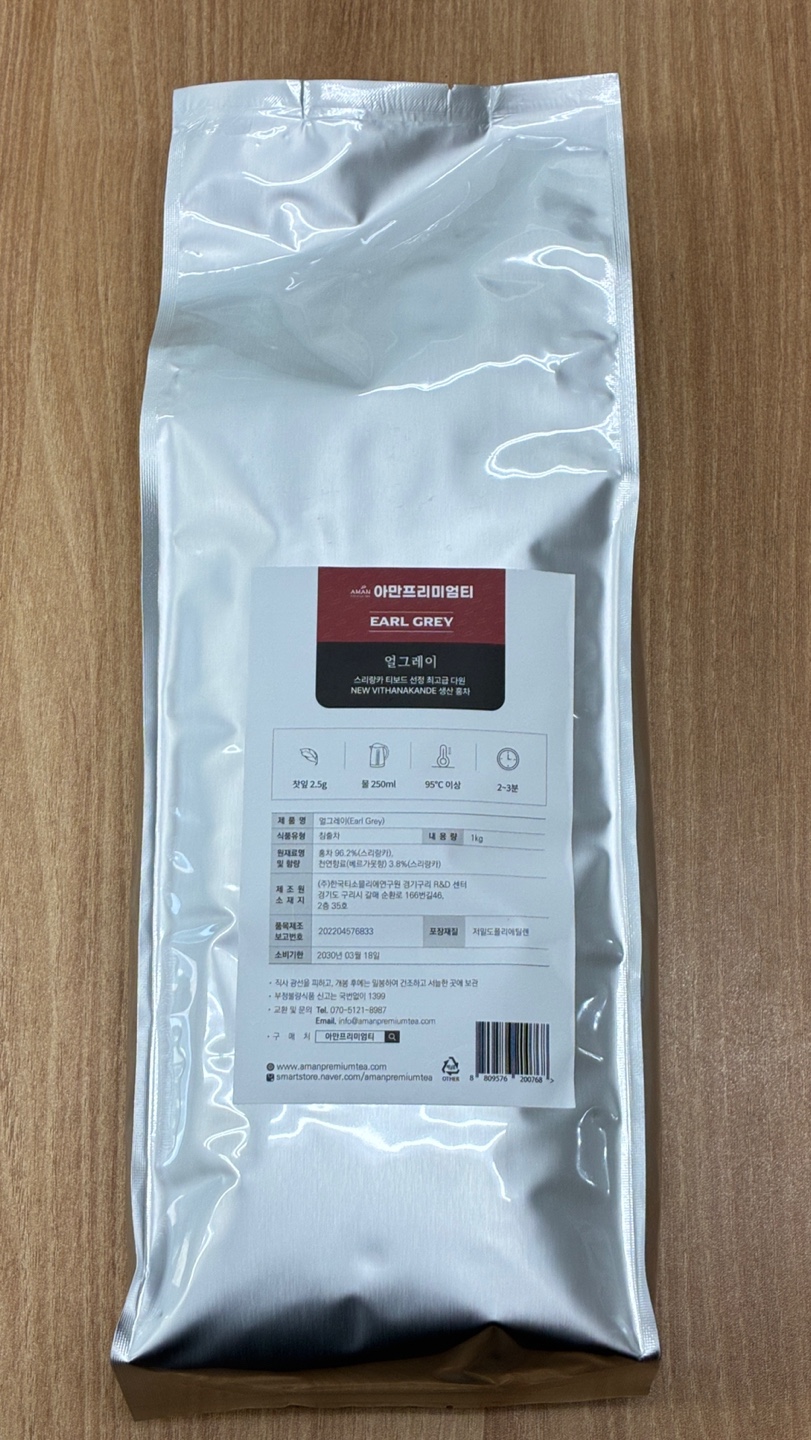 AMAN 아만프리미엄티
EARL GREY
얼그레이
스리랑카 티보드 선정 최고급 다원
NEW VITHANAKANDE 생산 홍차
찻잎 2.5g 물 250ml 95℃ 이상 2~3분
제 품 명 얼그레이(Earl Grey)
식품유형 침출차 내 용 량 1kg
원재료명 홍차 96.2%(스리랑카),
및 함량 천연향료(베르가못향) 3.8%(스리랑카)
제 조 원 (주)한국티소믈리에연구원 경기구리 R&D 센터
소 재 지 경기도 구리시 갈매 순환로 166번길46,
2층 35호
품목제조
보고번호 202204576833 포장재질 저밀도폴리에틸렌
소비기한 2030년 03월 18일
· 직사 광선을 피하고, 개봉 후에는 밀봉하여 건조하고 서늘한 곳에 보관
· 부정불량식품 신고는 국번없이 1399
· 교환 및 문의 Tel. 070-5121-8987
Email. info@amanpremiumtea.com
· 구 매 처 아만프리미엄티
www.amanpremiumtea.com
smartstore.naver.com/amanpremiumtea
OTHER
8 809576 200768 >